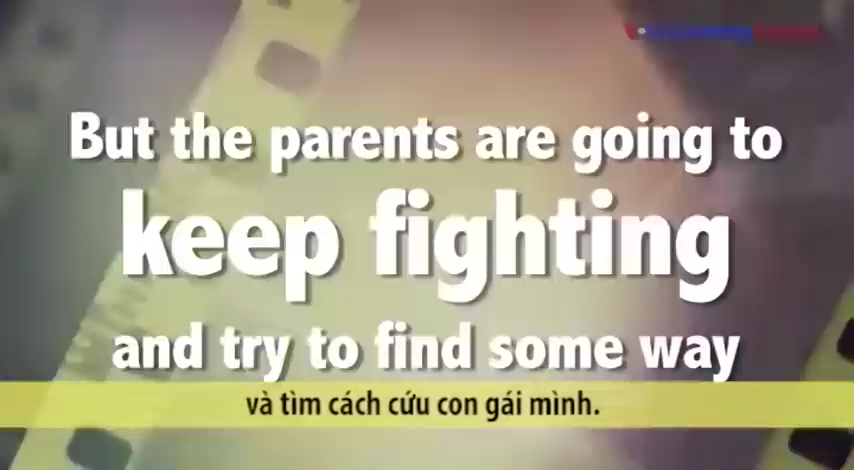 But the parents are going to
keep fighting
and try to find some way
và tìm cách cứu con gái mình.